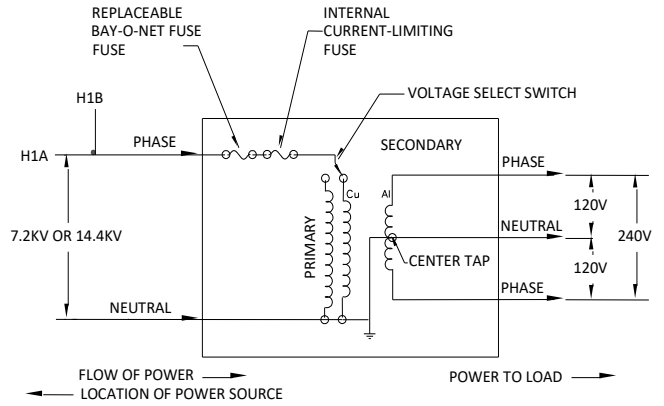 REPLACEABLE
BAY-O-NET FUSE
FUSE
INTERNAL
CURRENT-LIMITING
FUSE
H1B
VOLTAGE SELECT SWITCH
H1A
PHASE
SECONDARY
PHASE
Cu
Al
120V
7.2KV OR 14.4KV
PRIMARY
NEUTRAL
240V
CENTER TAP
120V
NEUTRAL
PHASE
FLOW OF POWER
POWER TO LOAD
LOCATION OF POWER SOURCE